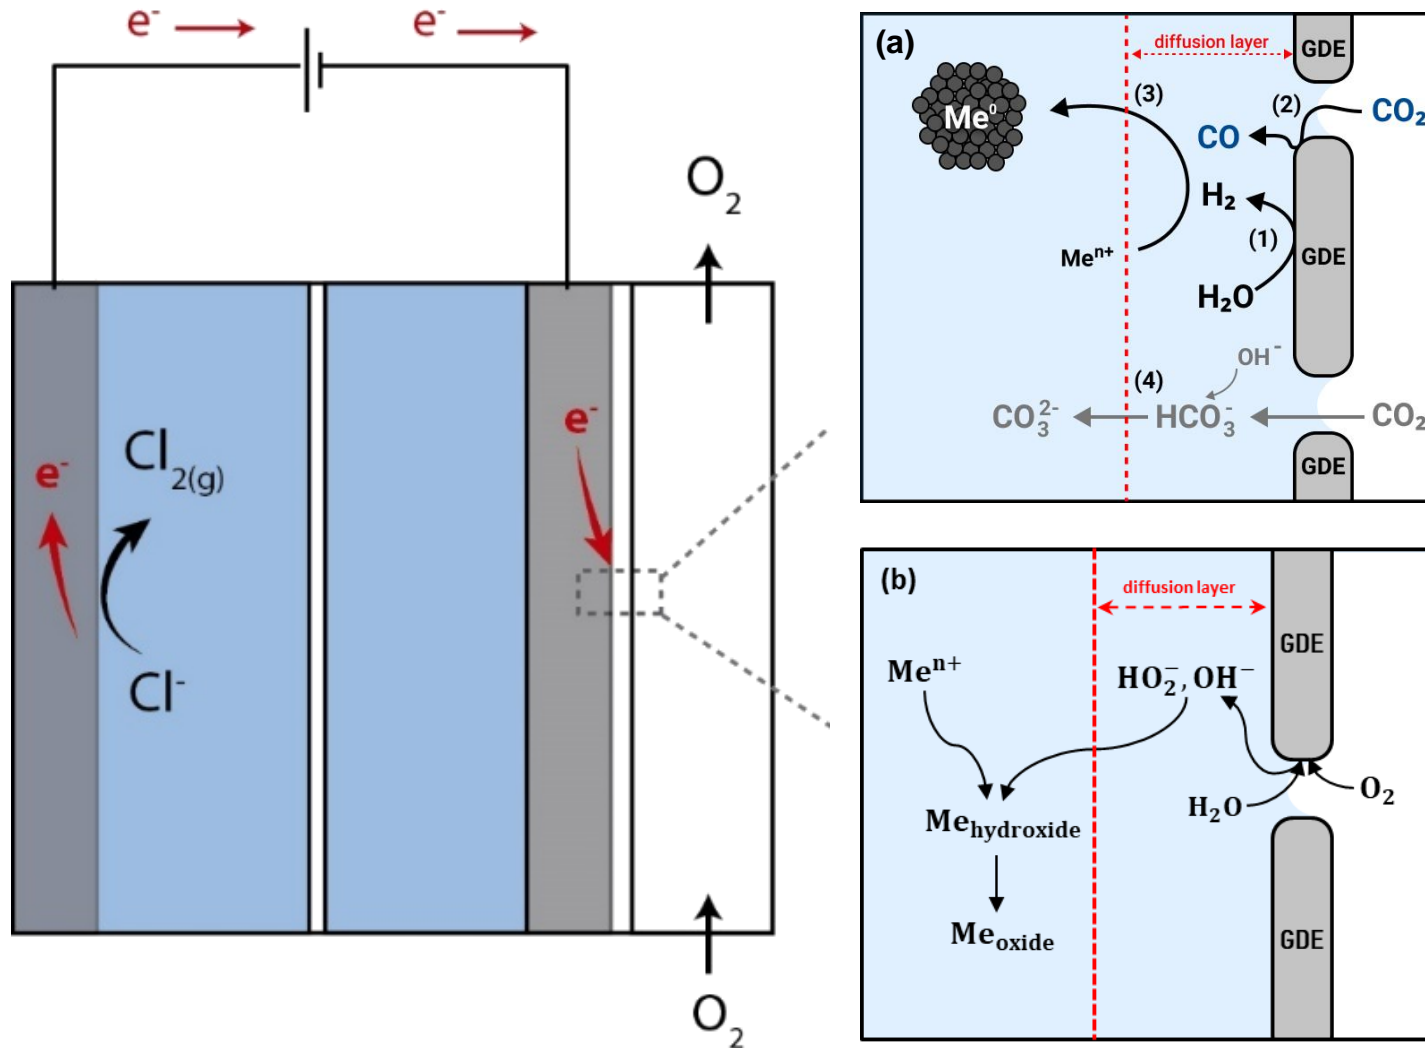 e⁻
e⁻
O₂
e⁻
Cl₂(g)
Cl⁻
e⁻
O₂
(a)
diffusion layer
GDE
Me⁰
(3)
(2)
CO₂
CO
H₂
(1)
Meⁿ⁺
GDE
H₂O
OH⁻
(4)
CO₃²⁻
HCO₃⁻
CO₂
GDE
(b)
diffusion layer
GDE
Meⁿ⁺
HO₂⁻, OH⁻
H₂O
O₂
Mehydroxide
Meoxide
GDE